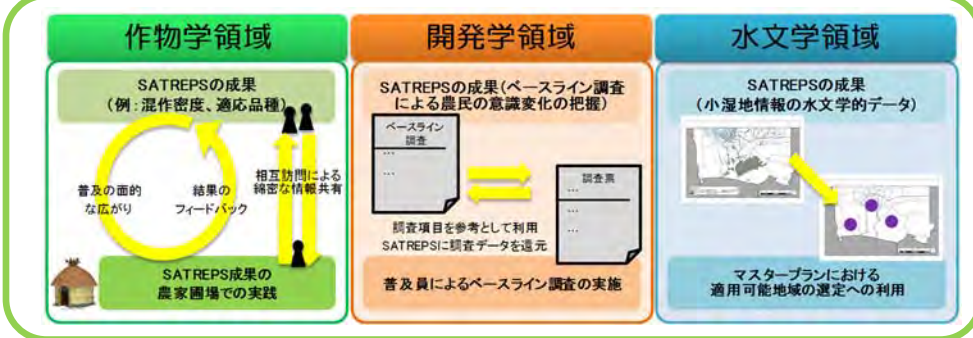 作物学領域
SATREPSの成果
(例:混作密度、適応品種)
普及の面的
な広がり
結果の
フィードバック
相互訪問による
綿密な情報共有
SATREPS成果の
農家圃場での実践
開発学領域
SATREPSの成果(ベースライン調査
による農民の意識変化の把握)
ベースライン
調査
…
…
調査票
…
…
調査項目を参考として利用
SATREPSに調査データを還元
普及員によるベースライン調査の実施
水文学領域
SATREPSの成果
(小湿地情報の水文学的データ)
マスタープランにおける
適用可能地域の選定への利用